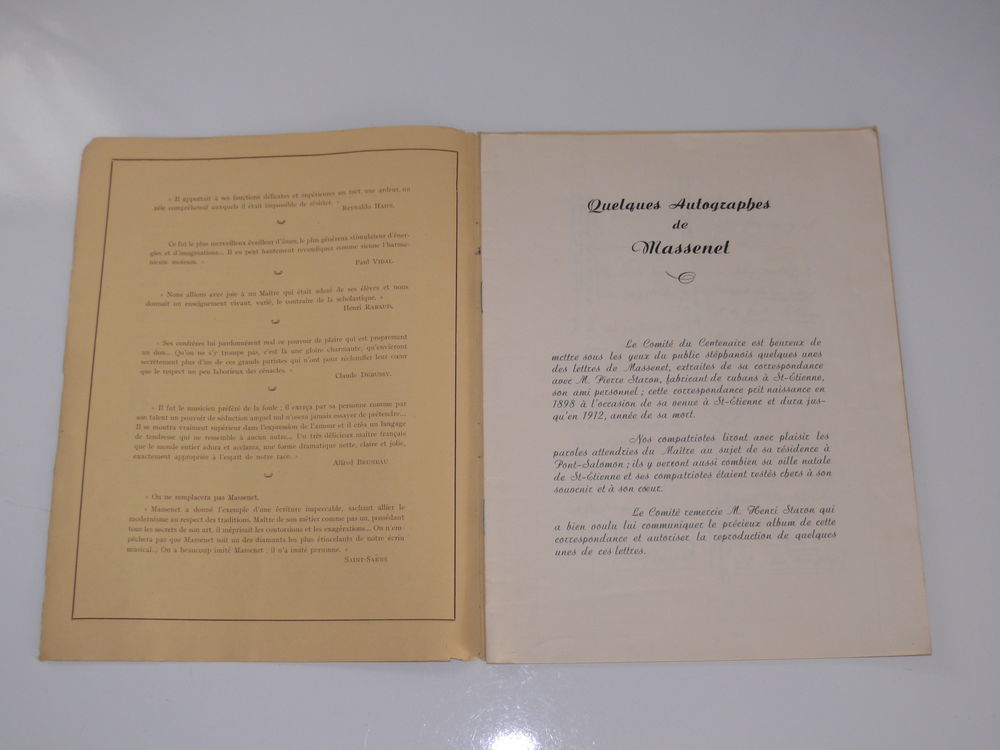 « Il apportait à ses fonctions délicates et supérieures un tact, une ardeur, un
zèle compréhensif auxquels il était impossible de résister. »
Reynaldo HAHN.
Ce fut le plus merveilleux éveilleur d'âmes, le plus généreux stimulateur d'éner-
gies et d'imaginations... Il en peut hautement revendiquer comme sienne l'harmo-
nieuse moisson. »
Paul VIDAL.
« Nous allions avec joie à un Maître qui était adoré de ses élèves et nous
donnait un enseignement vivant, varié, le contraire de la scholastique. »
Henri RABAUD.
« Ses confrères lui pardonnèrent mal ce pouvoir de plaire qui est proprement
un don... Qu'on ne s'y trompe pas, c'est là une gloire charmante, qu'envieront
secrètement plus d'un de ces grands puristes qui n'ont pour réchauffer leur cœur
que le respect un peu laborieux des cénacles. »
Claude DEBUSSY.
« Il fut le musicien préféré de la foule ; il exerça par sa personne comme par
son talent un pouvoir de séduction auquel nul n'osera jamais essayer de prétendre...
Il se montra vraiment supérieur dans l'expression de l'amour et il créa un langage
de tendresse qui ne ressemble à aucun autre... Un très délicieux maître français
que le monde entier adora et acclama, une forme dramatique nette, claire et jolie,
exactement appropriée à l'esprit de notre race. »
Alfred BRUNEAU
« On ne remplacera pas Massenet.
« Massenet a donné l'exemple d'une écriture impeccable, sachant allier le
modernisme au respect des traditions. Maître de son métier comme pas un, possédant
tous les secrets de son art, il méprisait les contorsions et les exagérations... On n'em-
pêchera pas que Massenet soit un des diamants les plus étincelants de notre écrin
musical... On a beaucoup imité Massenet ; il n'a imité personne. »
SAINT-SAËNS
Quelques Autographes
de
Massenet
Le Comité du Centenaire est heureux de
mettre sous les yeux du public stéphanois quelques unes
des lettres de Massenet, extraites de sa correspondance
avec M. Pierre Staron, fabricant de rubans à St-Etienne,
son ami personnel ; cette correspondance prit naissance en
1898 à l'occasion de sa venue à St-Etienne et dura jus-
qu'en 1912, année de sa mort.
Nos compatriotes liront avec plaisir les
paroles attendries du Maître au sujet de sa résidence à
Pont-Salomon ; ils y verront aussi combien sa ville natale
de St-Etienne et ses compatriotes étaient restés chers à son
souvenir et à son cœur.
Le Comité remercie M. Henri Staron qui
a bien voulu lui communiquer le précieux album de cette
correspondance et autoriser la reproduction de quelques
unes de ces lettres.